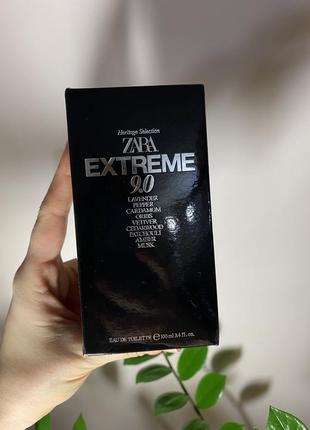 Heritage Selection
ZARA
EXTREME
9.0
LAVENDER
PEPPER
CARDAMOM
ORRIS
VETIVER
CEDARWOOD
PATCHOULI
AMBER
MUSK
EAU DE TOILETTE ℮ 100 ml 3.4 fl. oz.